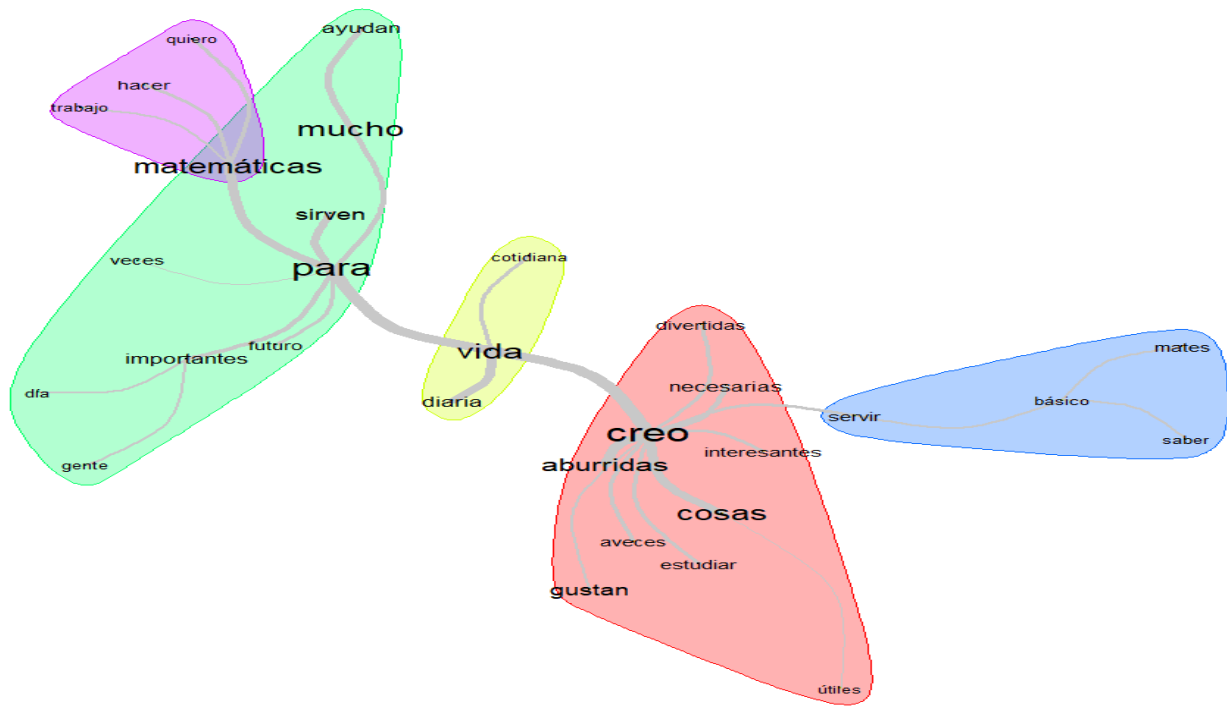 ayudan
quiero
hacer
trabajo
mucho
matemáticas
sirven
veces
para
cotidiana
futuro
importantes
vida
día
diaria
gente
divertidas
necesarias
mates
básico
servir
creo
saber
interesantes
aburridas
cosas
aveces
estudiar
gustan
útiles